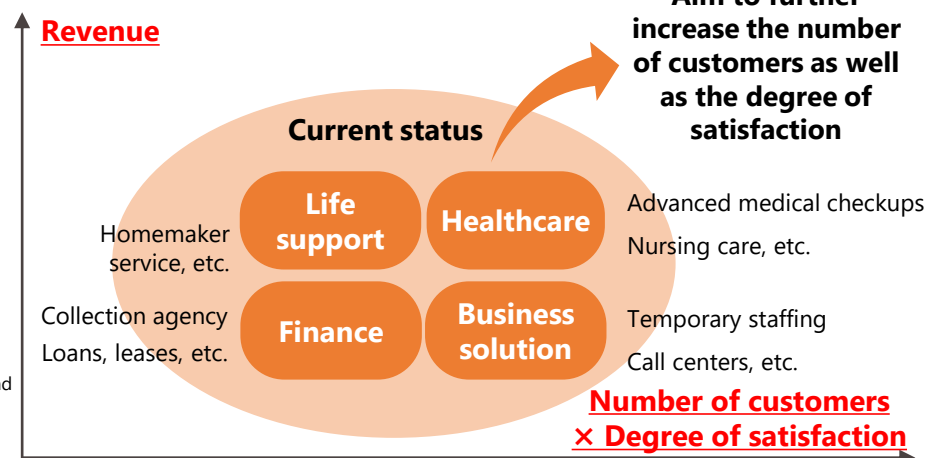 Revenue
increase the number
of customers as well
as the degree of
satisfaction
Current status
Life
support
Healthcare
Homemaker
service, etc.
Advanced medical checkups
Nursing care, etc.
Collection agency
Loans, leases, etc.
Finance
Business
solution
Temporary staffing
Call centers, etc.
Number of customers
× Degree of satisfaction